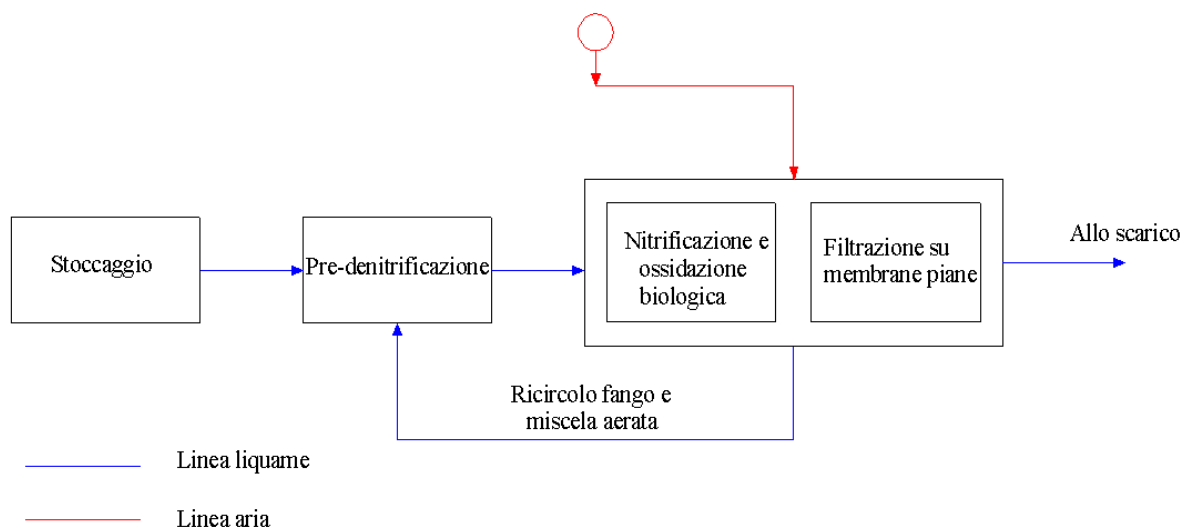 Stoccaggio
Pre-denitrificazione
Nitrificazione e
ossidazione
biologica
Filtrazione su
membrane piane
Allo scarico
Ricircolo fango e
miscela aerata
Linea liquame
Linea aria